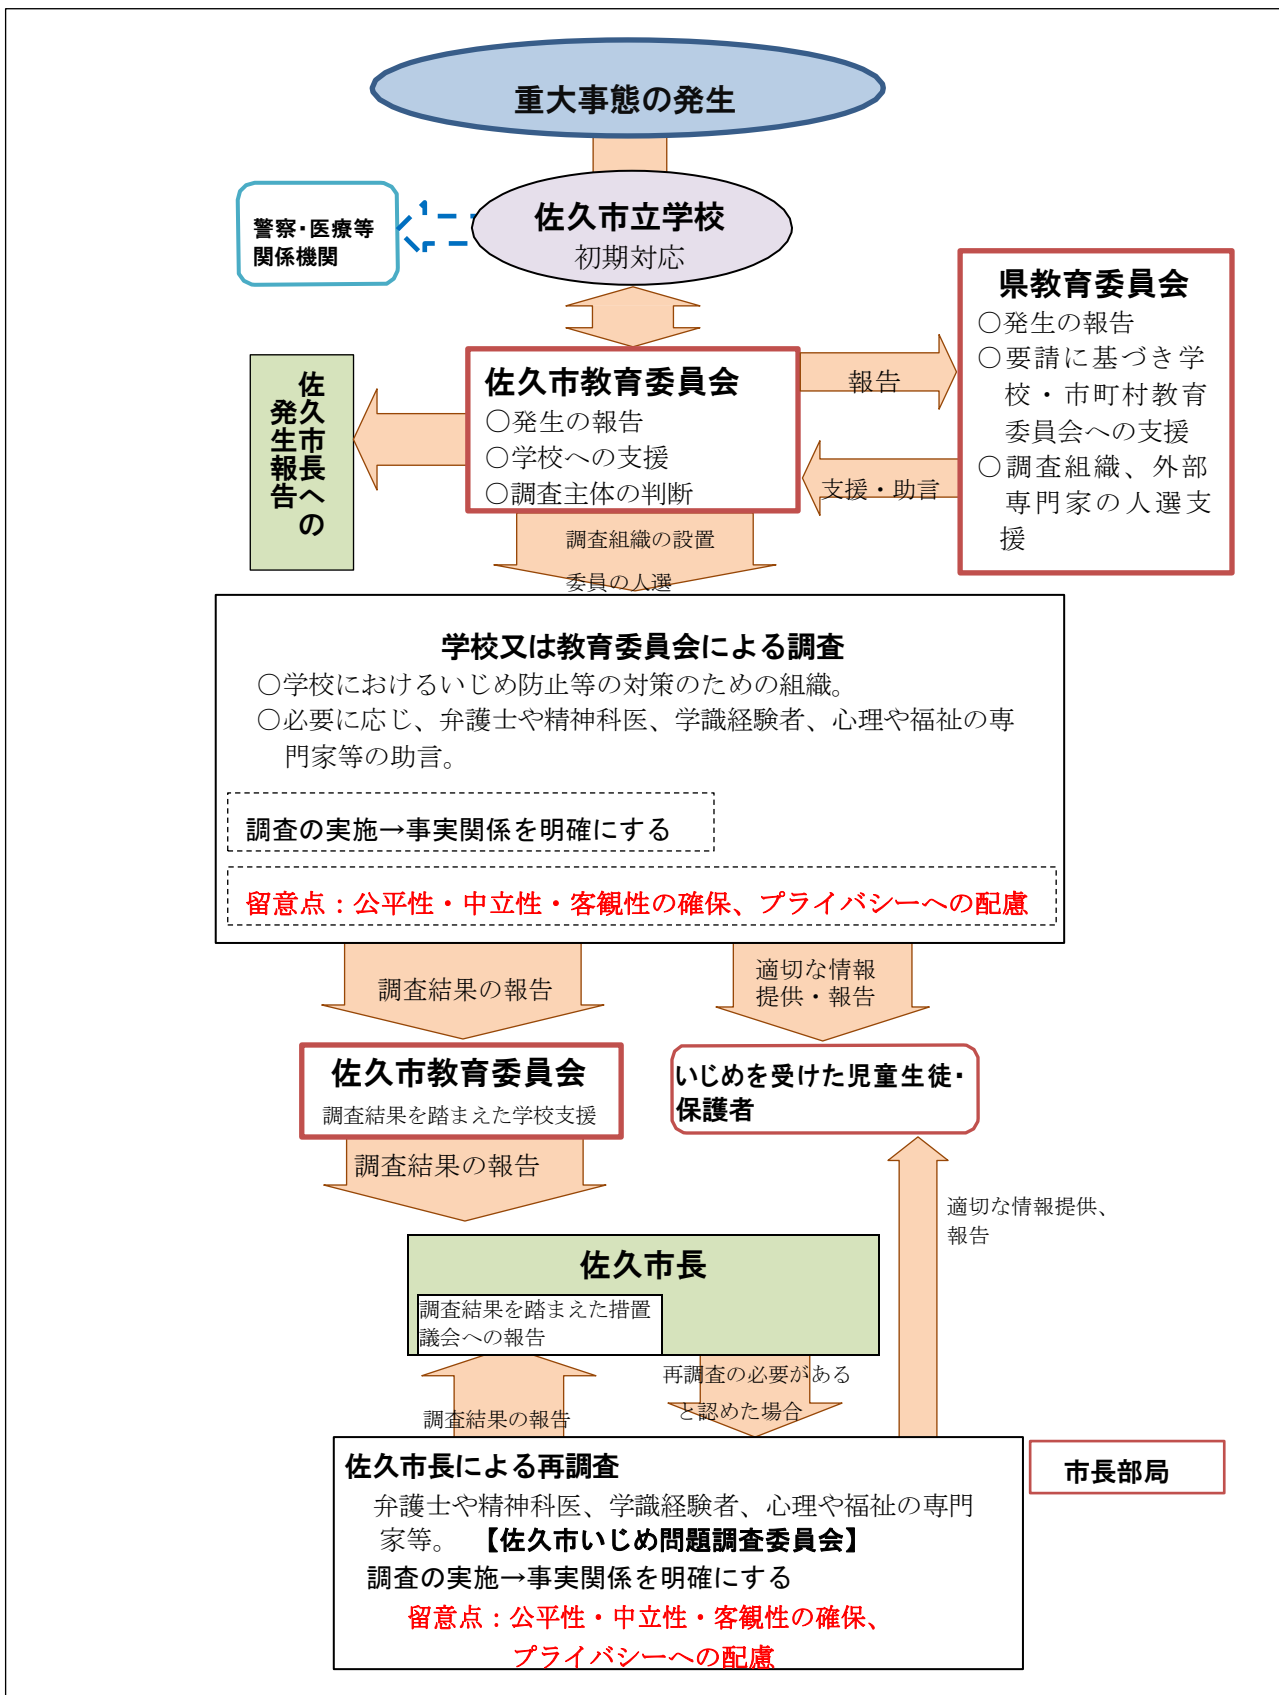 重大事態の発生
佐久市立学校
初期対応
警察・医療等
関係機関
県教育委員会
○発生の報告
○要請に基づき学
校・市町村教育
委員会への支援
○調査組織、外部
専門家の人選支
援
報告
支援・助言
佐久市教育委員会
○発生の報告
○学校への支援
○調査主体の判断
佐久市長への
発生報告
調査組織の設置
委員の人選
学校又は教育委員会による調査
○学校におけるいじめ防止等の対策のための組織。
○必要に応じ、弁護士や精神科医、学識経験者、心理や福祉の専
門家等の助言。
調査の実施→事実関係を明確にする
留意点：公平性・中立性・客観性の確保、プライバシーへの配慮
調査結果の報告
適切な情報
提供・報告
佐久市教育委員会
調査結果を踏まえた学校支援
いじめを受けた児童生徒・
保護者
調査結果の報告
適切な情報提供、
報告
佐久市長
調査結果を踏まえた措置
議会への報告
再調査の必要がある
と認めた場合
調査結果の報告
佐久市長による再調査
弁護士や精神科医、学識経験者、心理や福祉の専門
家等。 【佐久市いじめ問題調査委員会】
調査の実施→事実関係を明確にする
留意点：公平性・中立性・客観性の確保、
プライバシーへの配慮
市長部局